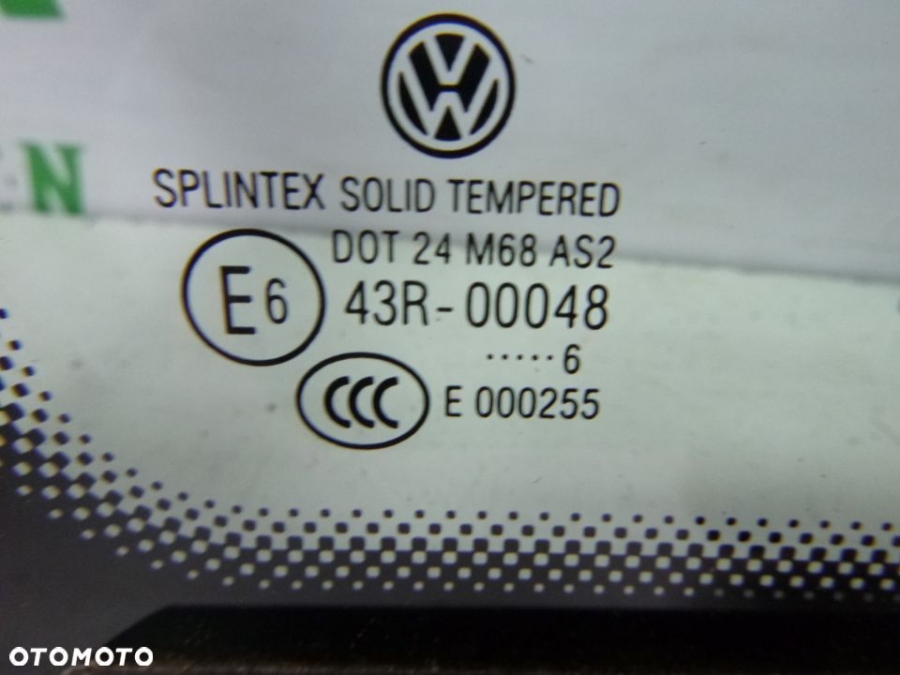 N
SPLINTEX SOLID TEMPERED
DOT 24 M68 AS2
E6 43R-00048
·····6
CCC E 000255
OTOMOTO